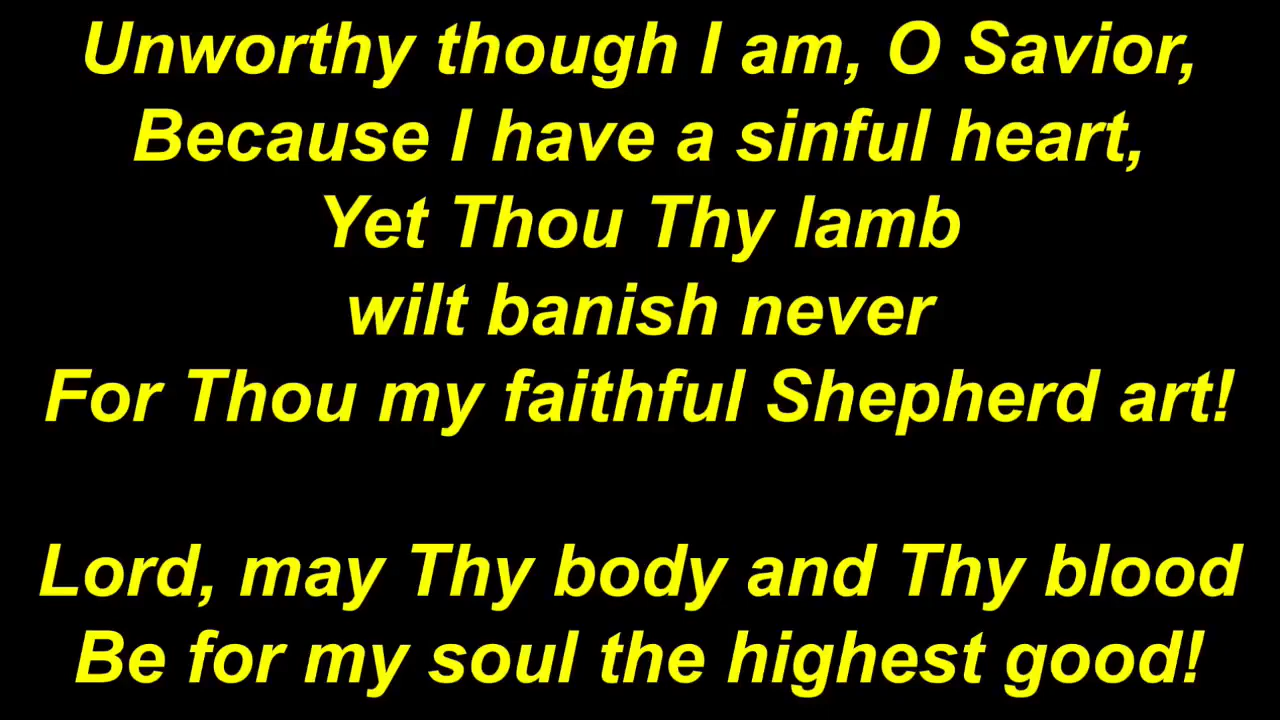 Unworthy though I am, O Savior,
Because I have a sinful heart,
Yet Thou Thy lamb
wilt banish never
For Thou my faithful Shepherd art!
Lord, may Thy body and Thy blood
Be for my soul the highest good!